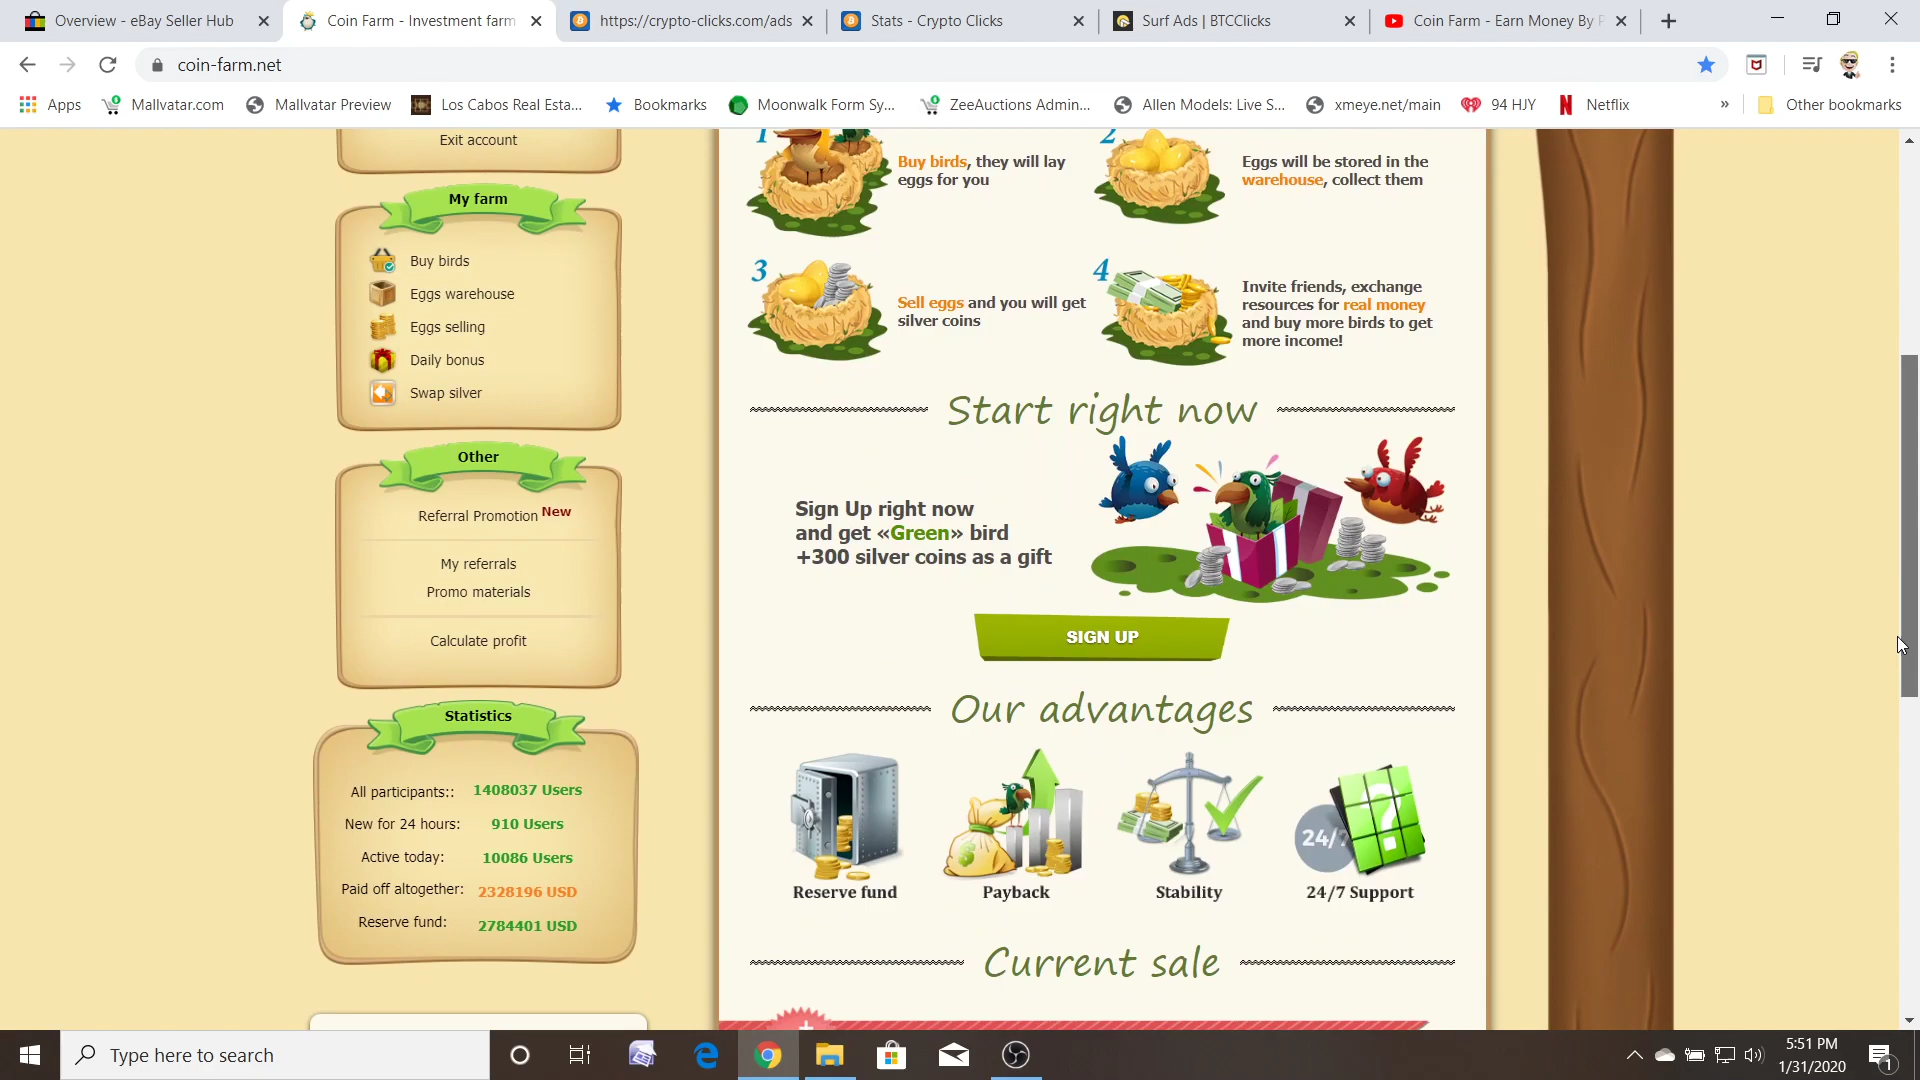 Overview - eBay Seller Hub
Coin Farm - Investment farm
https://crypto-clicks.com/ads
Stats - Crypto Clicks
Surf Ads | BTCClicks
Coin Farm - Earn Money By
coin-farm.net
Apps
Mallvatar.com
Mallvatar Preview
Los Cabos Real Esta...
Bookmarks
Moonwalk Form Sy...
ZeeAuctions Admin...
Allen Models: Live S...
xmeye.net/main
94 HJY
Netflix
»
Other bookmarks
Exit account
My farm
Buy birds
Eggs warehouse
Eggs selling
Daily bonus
Swap silver
Other
Referral Promotion New
My referrals
Promo materials
Calculate profit
Statistics
All participants:: 1408037 Users
New for 24 hours: 910 Users
Active today: 10086 Users
Paid off altogether: 2328196 USD
Reserve fund: 2784401 USD
1
Buy birds, they will lay
eggs for you
2
Eggs will be stored in the
warehouse, collect them
3
Sell eggs and you will get
silver coins
4
Invite friends, exchange
resources for real money
and buy more birds to get
more income!
Start right now
Sign Up right now
and get «Green» bird
+300 silver coins as a gift
SIGN UP
Our advantages
24/
?
Reserve fund
Payback
Stability
24/7 Support
Current sale
Type here to search
5:51 PM
1/31/2020
1